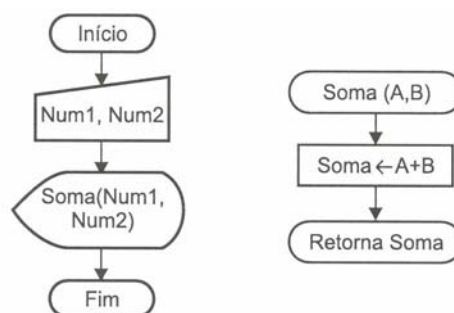 Início
Num1, Num2
Soma(Num1,
Num2)
Fim
Soma (A,B)
Soma←A+B
Retorna Soma